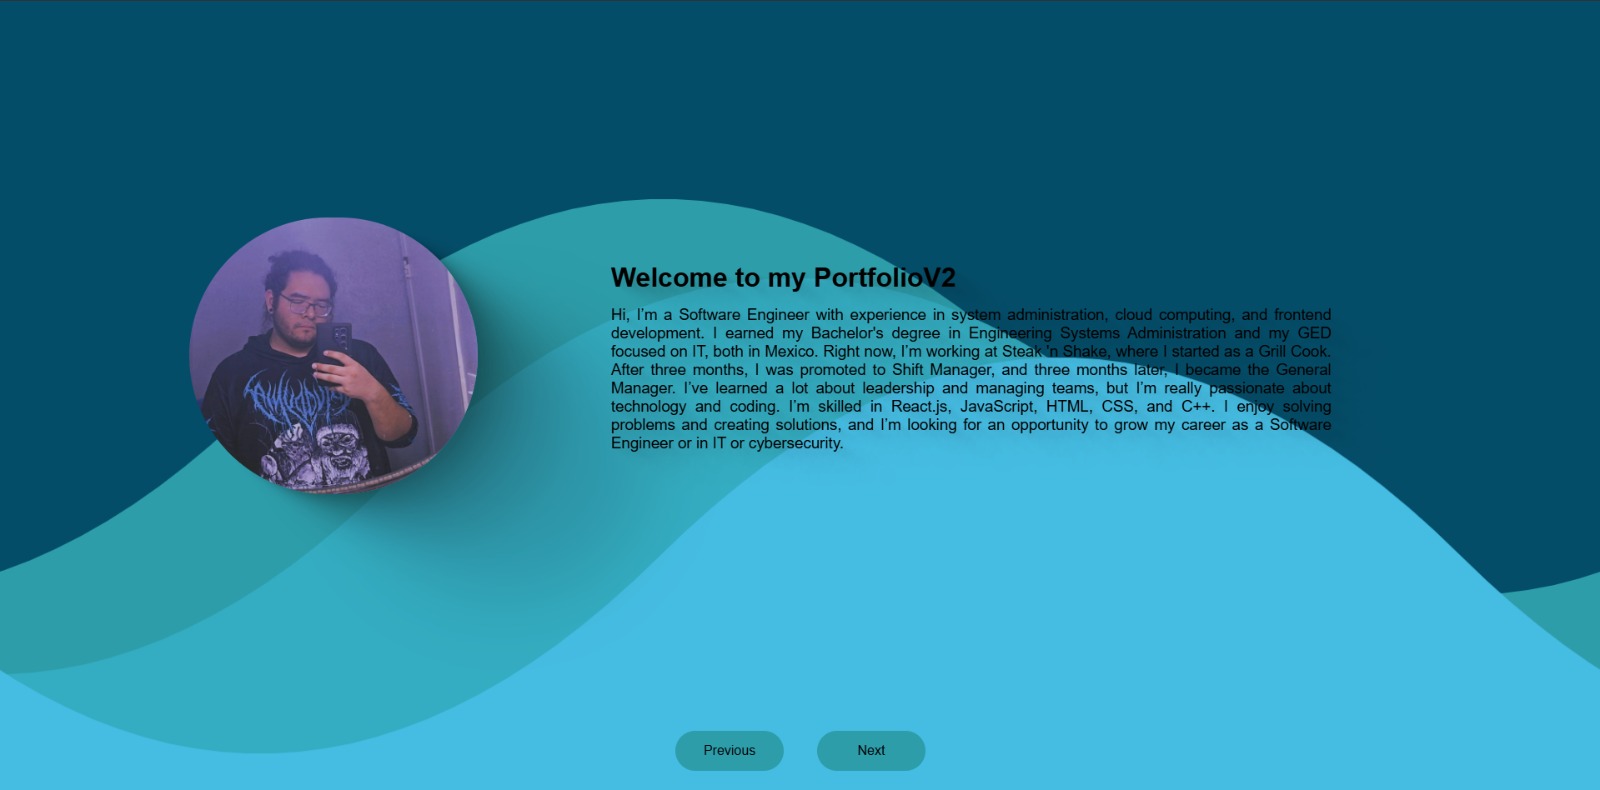 Welcome to my PortfolioV2
Hi, I’m a Software Engineer with experience in system administration, cloud computing, and frontend
development. I earned my Bachelor's degree in Engineering Systems Administration and my GED
focused on IT, both in Mexico. Right now, I’m working at Steak 'n Shake, where I started as a Grill Cook.
After three months, I was promoted to Shift Manager, and three months later, I became the General
Manager. I’ve learned a lot about leadership and managing teams, but I’m really passionate about
technology and coding. I’m skilled in React.js, JavaScript, HTML, CSS, and C++. I enjoy solving
problems and creating solutions, and I’m looking for an opportunity to grow my career as a Software
Engineer or in IT or cybersecurity.
Previous
Next